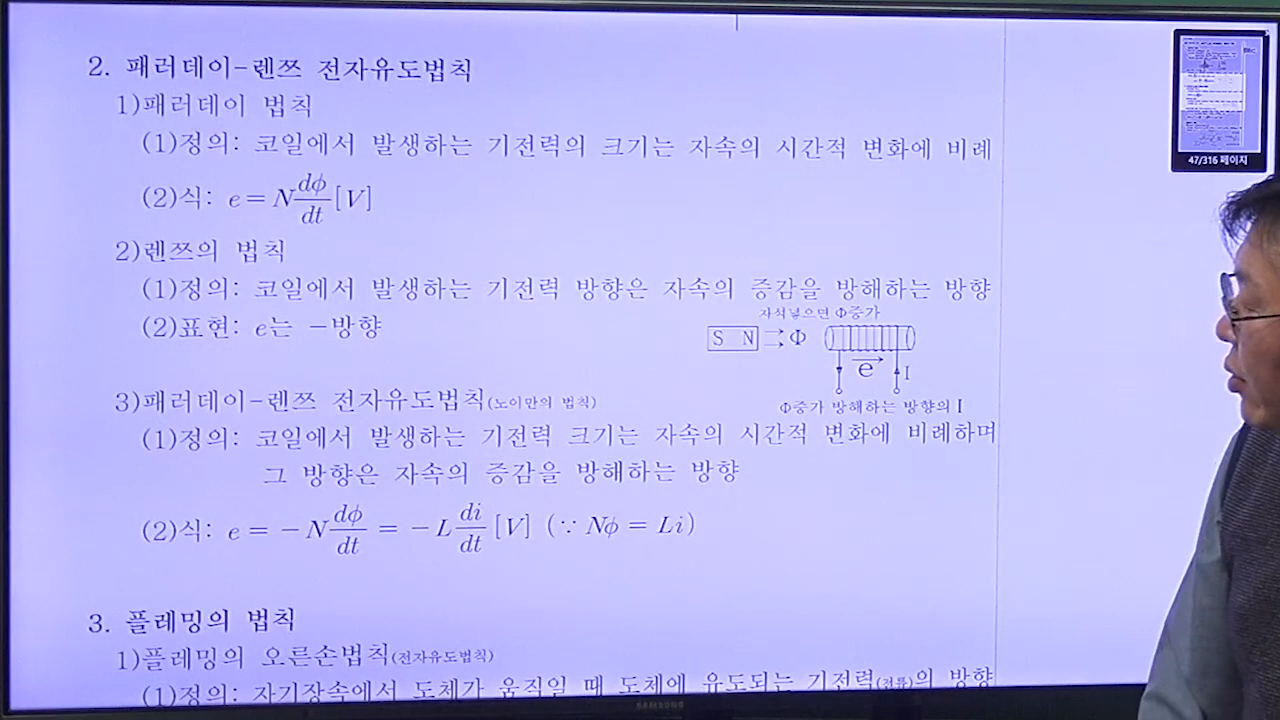 2. 패러데이-렌쯔 전자유도법칙
1)패러데이 법칙
(1)정의: 코일에서 발생하는 기전력의 크기는 자속의 시간적 변화에 비례
(2)식: e = N dϕ/dt [V]
2)렌쯔의 법칙
(1)정의: 코일에서 발생하는 기전력 방향은 자속의 증감을 방해하는 방향
(2)표현: e는 -방향
자석넣으면 Φ증가
S N Φ
e I
Φ증가 방해하는 방향의 I
3)패러데이-렌쯔 전자유도법칙(노이만의 법칙)
(1)정의: 코일에서 발생하는 기전력 크기는 자속의 시간적 변화에 비례하며
그 방향은 자속의 증감을 방해하는 방향
(2)식: e = -N dϕ/dt = -L di/dt [V] (∵ Nϕ = Li)
3. 플레밍의 법칙
1)플레밍의 오른손법칙(전자유도법칙)
(1)정의: 자기장속에서 도체가 움직일 때 도체에 유도되는 기전력(전류)의 방향
47/316 페이지
SAMSUNG